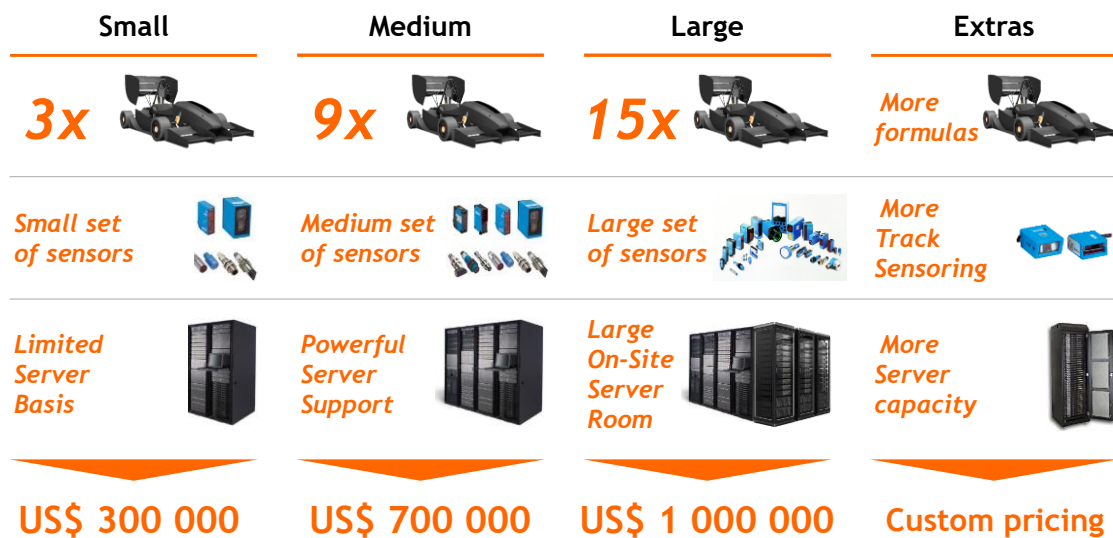 Small
Medium
Large
Extras
3x
9x
15x
More
formulas
Small set
of sensors
Medium set
of sensors
Large set
of sensors
More
Track
Sensoring
Limited
Server
Basis
Powerful
Server
Support
Large
On-Site
Server
Room
More
Server
capacity
US$ 300 000
US$ 700 000
US$ 1 000 000
Custom pricing